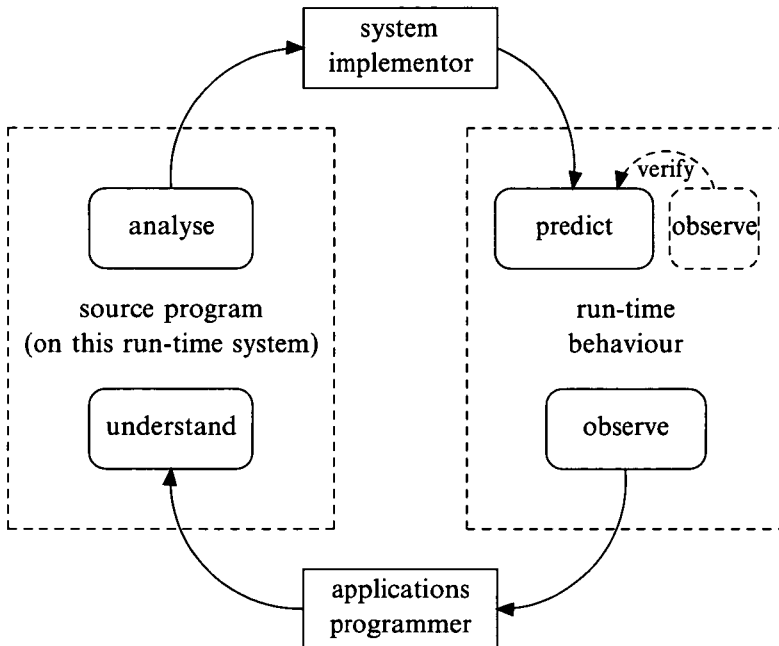 system
implementor
verify
analyse
predict
observe
source program
(on this run-time system)
run-time
behaviour
understand
observe
applications
programmer